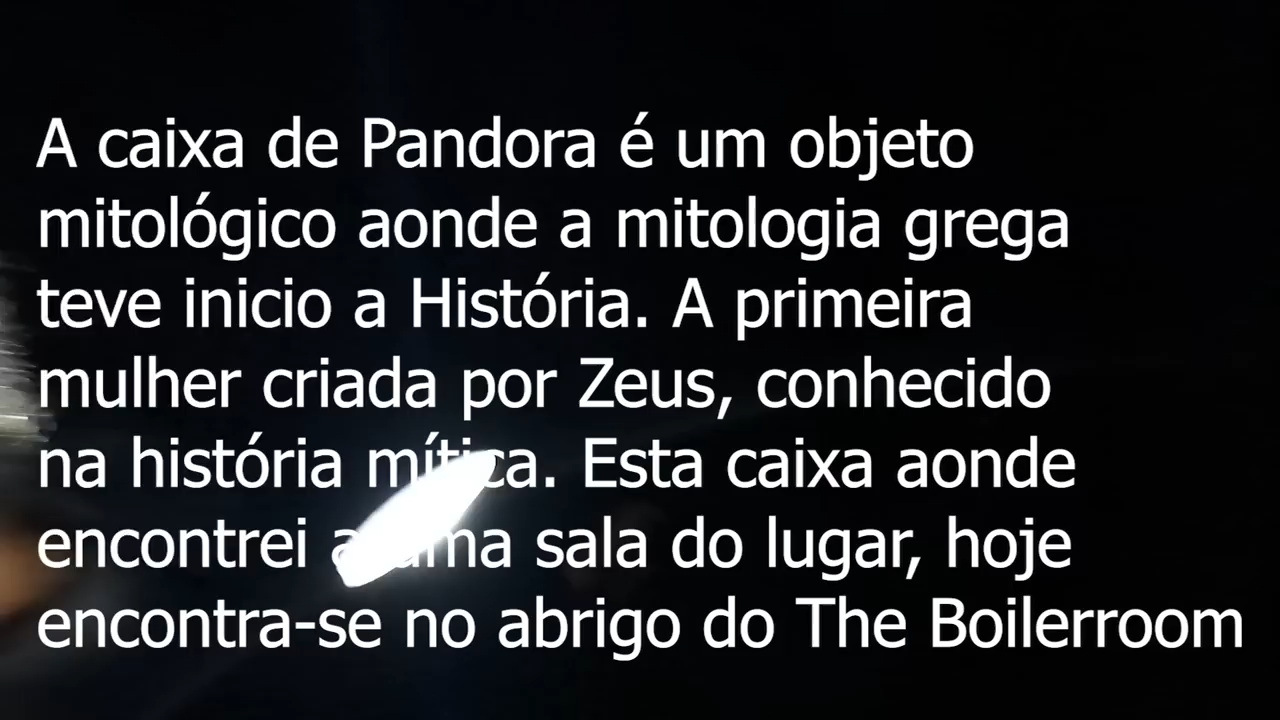 A caixa de Pandora é um objeto
mitológico aonde a mitologia grega
teve inicio a História. A primeira
mulher criada por Zeus, conhecido
na história mítica. Esta caixa aonde
encontrei sala do lugar, hoje
encontra-se no abrigo do The Boilerroom